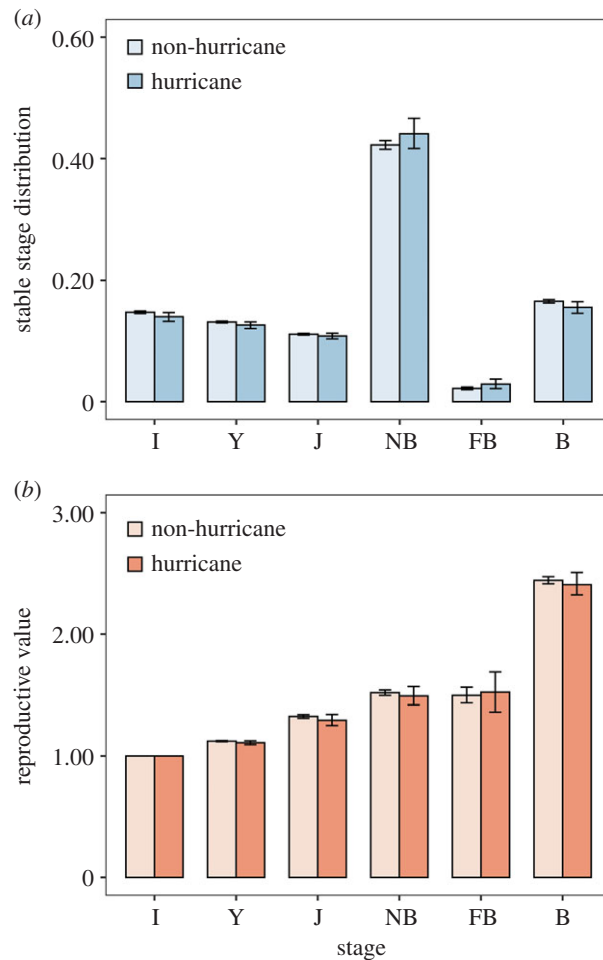 (a)
0.60
non-hurricane
hurricane
stable stage distribution
0.40
0.20
0
I Y J NB FB B
(b)
3.00
non-hurricane
hurricane
reproductive value
2.00
1.00
0
I Y J NB FB B
stage